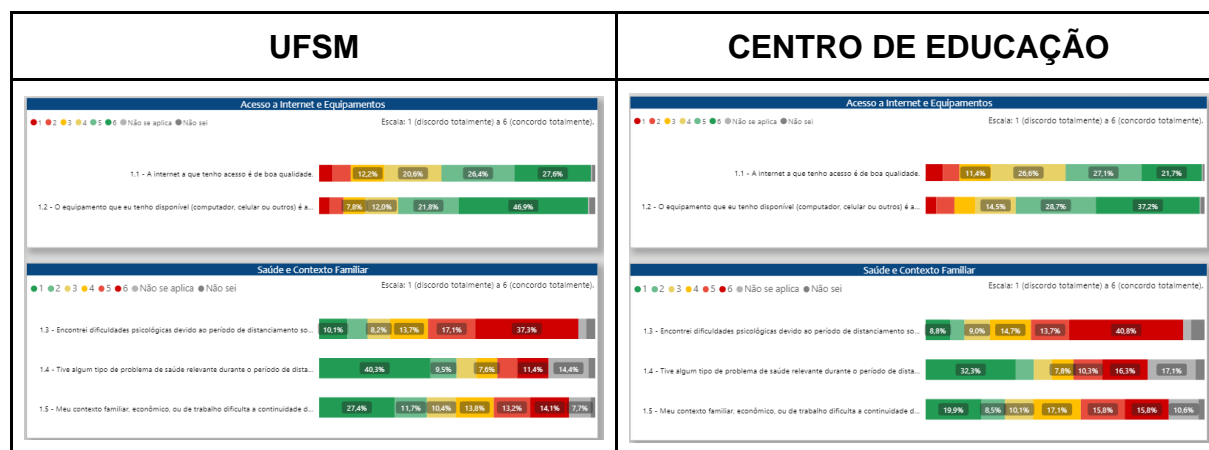 UFSM
CENTRO DE EDUCAÇÃO
Acesso a Internet e Equipamentos
1 2 3 4 5 6 Não se aplica Não sei
Escala: 1 (discordo totalmente) a 6 (concordo totalmente).
1.1 - A internet a que tenho acesso é de boa qualidade.
12,2% 20,6% 26,4% 27,6%
1.2 - O equipamento que eu tenho disponível (computador, celular ou outros) é a...
7,8% 12,0% 21,8% 46,9%
Saúde e Contexto Familiar
1 2 3 4 5 6 Não se aplica Não sei
Escala: 1 (discordo totalmente) a 6 (concordo totalmente).
1.3 - Encontrei dificuldades psicológicas devido ao período de distanciamento so...
10,1% 8,2% 13,7% 17,1% 37,3%
1.4 - Tive algum tipo de problema de saúde relevante durante o período de dista...
40,3% 9,5% 7,6% 11,4% 14,4%
1.5 - Meu contexto familiar, econômico, ou de trabalho dificulta a continuidade d...
27,4% 11,7% 10,4% 13,8% 13,2% 14,1% 7,7%
Acesso a Internet e Equipamentos
1 2 3 4 5 6 Não se aplica Não sei
Escala: 1 (discordo totalmente) a 6 (concordo totalmente).
1.1 - A internet a que tenho acesso é de boa qualidade.
11,4% 26,6% 27,1% 21,7%
1.2 - O equipamento que eu tenho disponível (computador, celular ou outros) é a...
14,5% 28,7% 37,2%
Saúde e Contexto Familiar
1 2 3 4 5 6 Não se aplica Não sei
Escala: 1 (discordo totalmente) a 6 (concordo totalmente).
1.3 - Encontrei dificuldades psicológicas devido ao período de distanciamento so...
8,8% 9,0% 14,7% 13,7% 40,8%
1.4 - Tive algum tipo de problema de saúde relevante durante o período de dista...
32,3% 7,8% 10,3% 16,3% 17,1%
1.5 - Meu contexto familiar, econômico, ou de trabalho dificulta a continuidade d...
19,9% 8,5% 10,1% 17,1% 15,8% 15,8% 10,6%